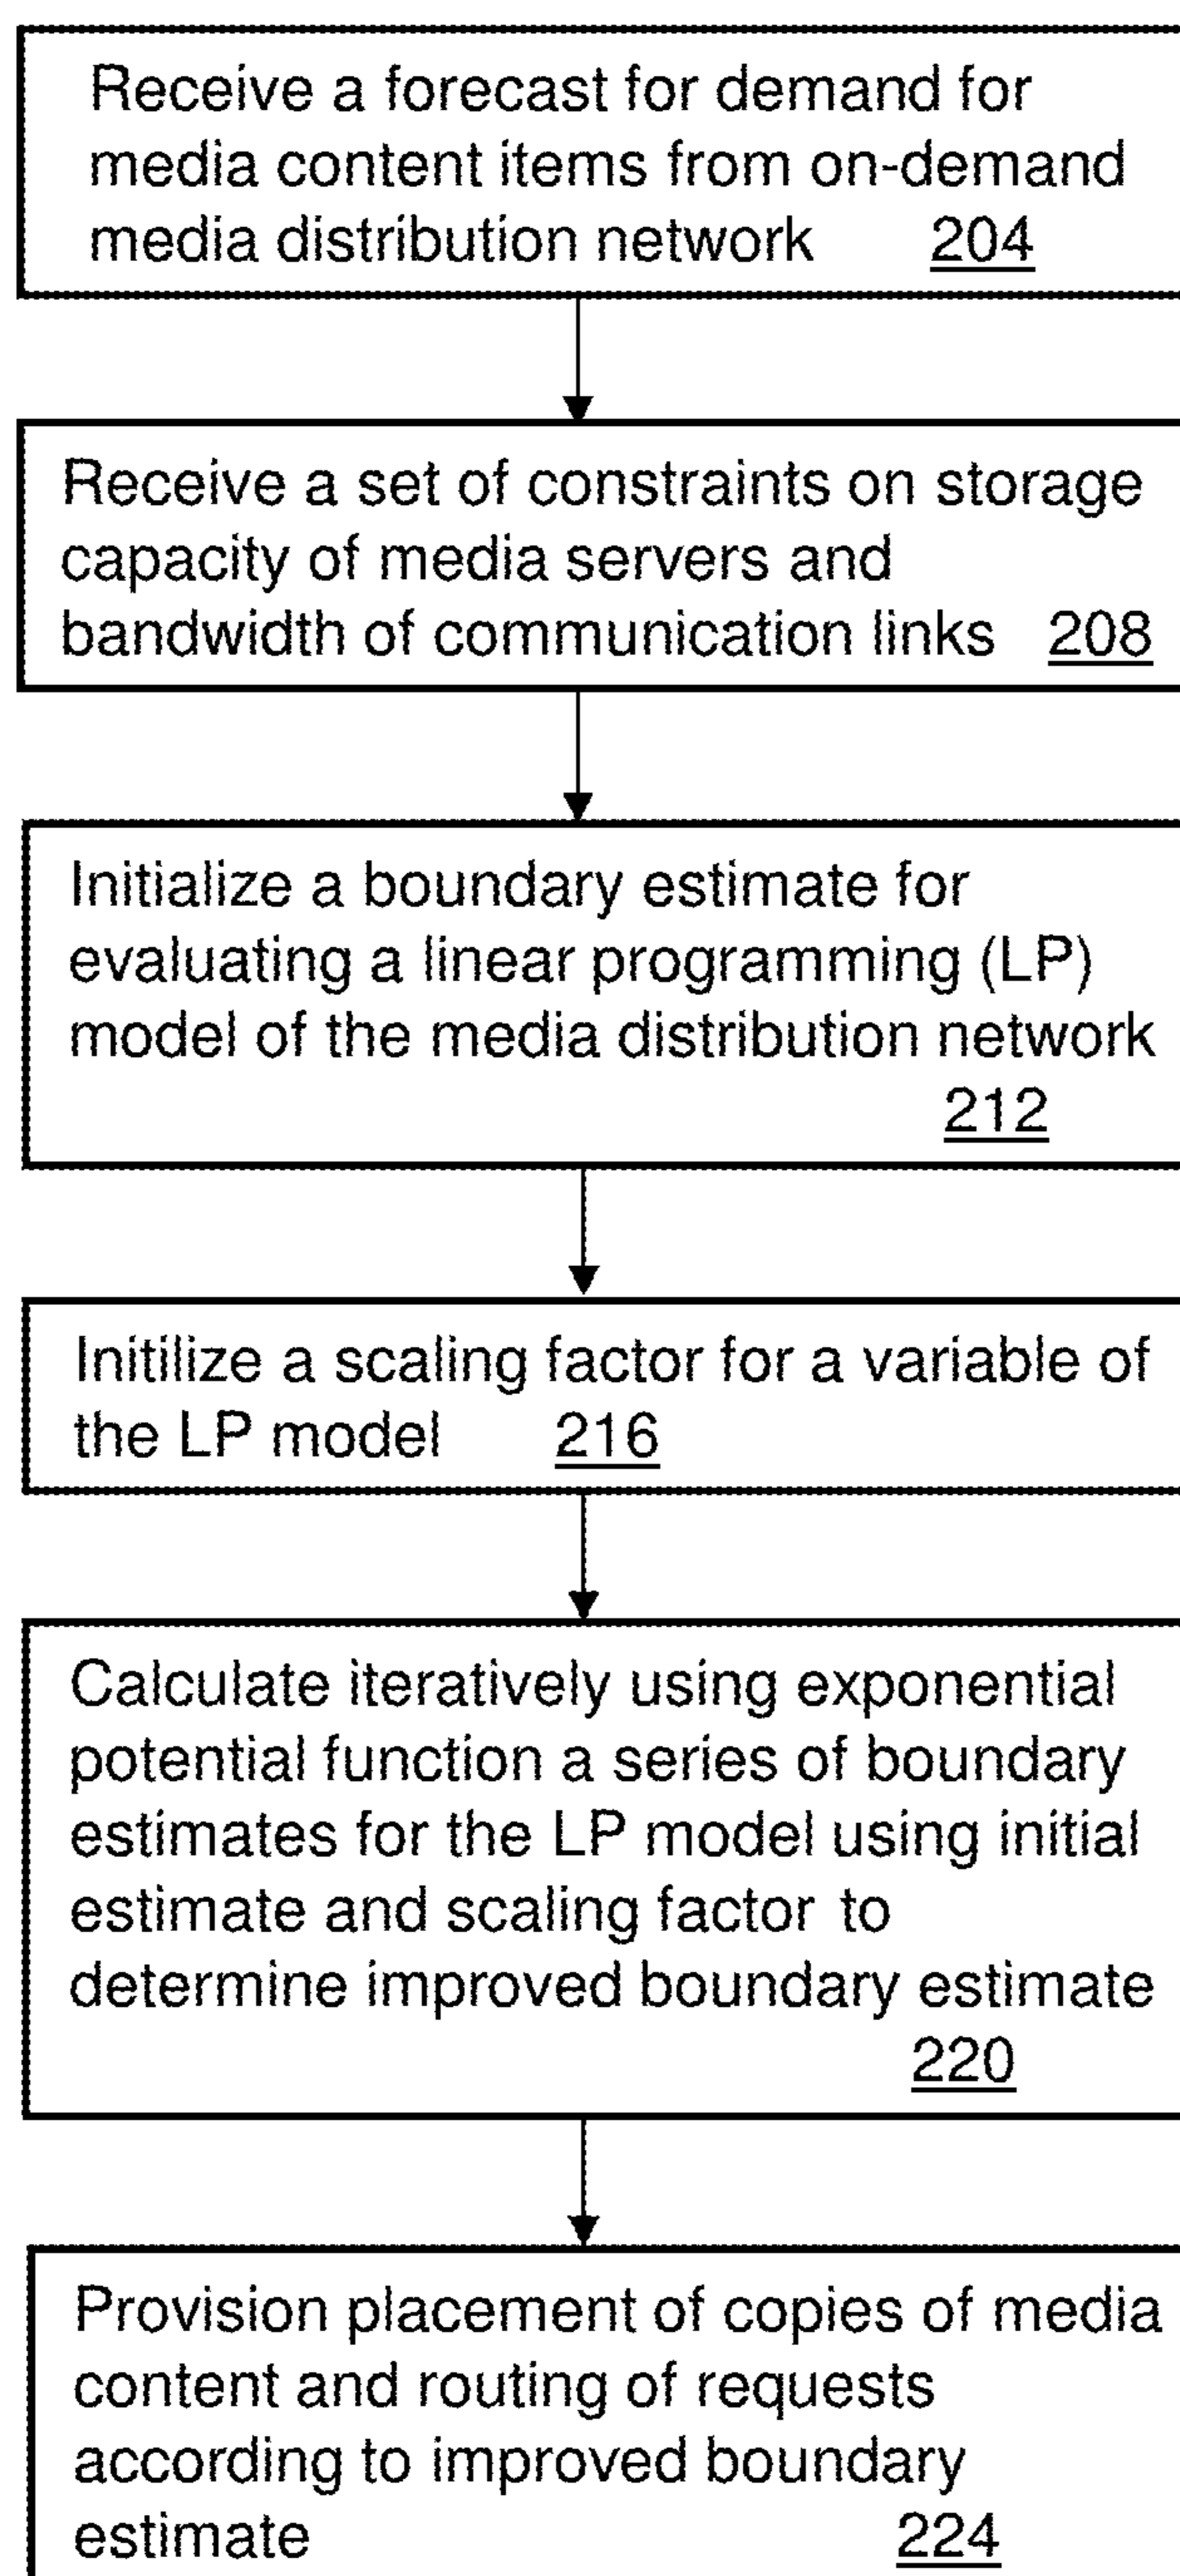 Receive a forecast for demand for
media content items from on-demand
media distribution network 204
Receive a set of constraints on storage
capacity of media servers and
bandwidth of communication links 208
Initialize a boundary estimate for
evaluating a linear programming (LP)
model of the media distribution network
212
Initilize a scaling factor for a variable of
the LP model 216
Calculate iteratively using exponential
potential function a series of boundary
estimates for the LP model using initial
estimate and scaling factor to
determine improved boundary estimate
220
Provision placement of copies of media
content and routing of requests
according to improved boundary
estimate 224